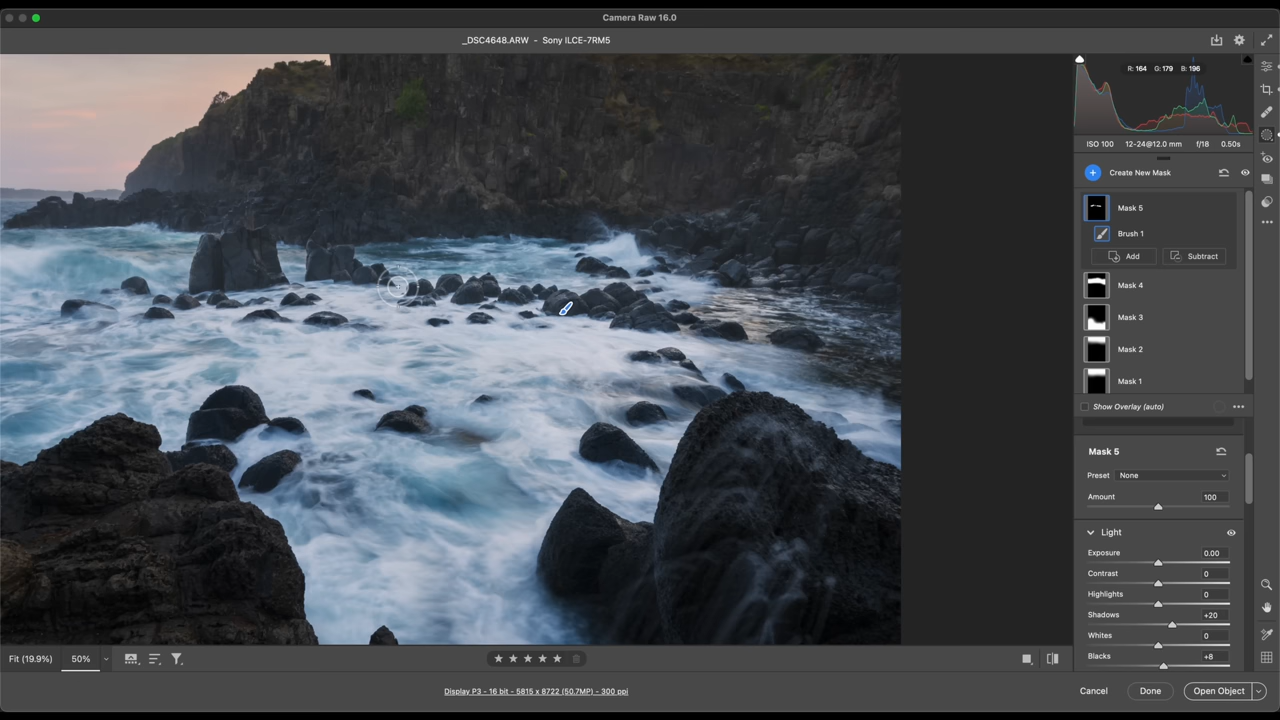 Camera Raw 16.0
_DSC4648.ARW - Sony ILCE-7RM5
R: 164 G: 179 B: 196
ISO 100 12-24@12.0 mm f/18 0.50s
Create New Mask
Mask 5
Brush 1
Add Subtract
Mask 4
Mask 3
Mask 2
Mask 1
Show Overlay (auto)
Mask 5
Preset None
Amount 100
Light
Exposure 0.00
Contrast 0
Highlights 0
Shadows +20
Whites 0
Blacks +8
Fit (19.9%) 50%
Display P3 - 16 bit - 5815 x 8722 (50.7MP) - 300 ppi
Cancel Done Open Object